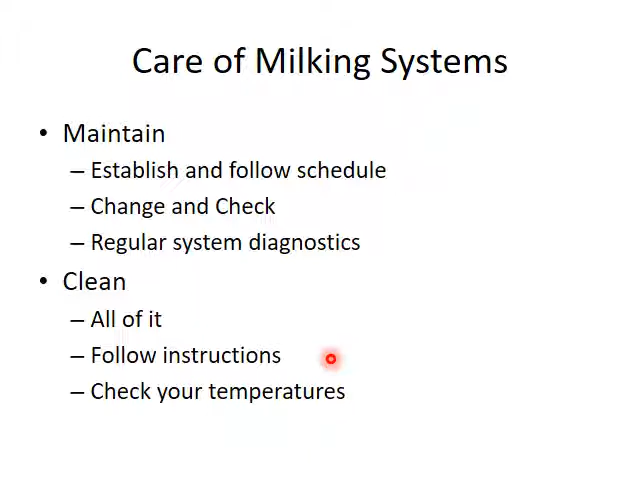 Care of Milking Systems
• Maintain
– Establish and follow schedule
– Change and Check
– Regular system diagnostics
• Clean
– All of it
– Follow instructions
– Check your temperatures